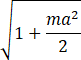 √(1 + ma²/2)